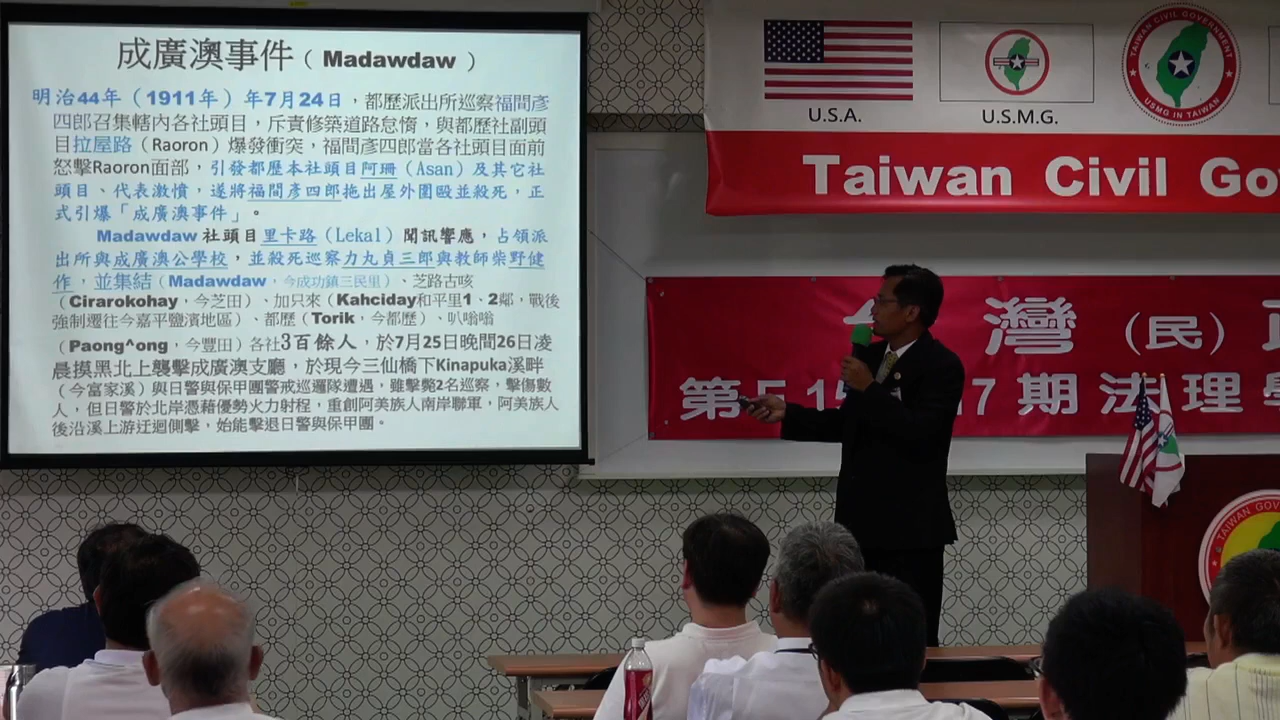 成廣澳事件（Madawdaw）
明治44年（1911年）年7月24日，都歷派出所巡察福間彥
四郎召集轄內各社頭目，斥責修築道路怠惰，與都歷社副頭
目拉屋路（Raoron）爆發衝突，福間彥四郎當各社頭目面前
怒擊Raoron面部，引發都歷本社頭目阿珊（Asan）及其它社
頭目、代表激憤，遂將福間彥四郎拖出屋外圍毆並殺死，正
式引爆「成廣澳事件」。
Madawdaw 社頭目里卡路（Lekal）聞訊響應，占領派
出所與成廣澳公學校，並殺死巡察力丸貞三郎與教師柴野健
作，並集結（Madawdaw，今成功鎮三民里）、芝路古咳
（Cirarokohay，今芝田）、加只來（Kahciday和平里1、2鄰，戰後
強制遷往今嘉平鹽濱地區）、都歷（Torik，今都歷）、叭嗡嗡
（Paong^ong，今豐田）各社3百餘人，於7月25日晚間26日凌
晨摸黑北上襲擊成廣澳支廳，於現今三仙橋下Kinapuka溪畔
（今富家溪）與日警與保甲團警戒巡邏隊遭遇，雖擊斃2名巡察，擊傷數
人，但日警於北岸憑藉優勢火力射程，重創阿美族人南岸聯軍，阿美族人
後沿溪上游迂迴側擊，始能擊退日警與保甲團。
U.S.A.
U.S.M.G.
TAIWAN CIVIL GOVERNMENT
USMG IN TAIWAN
Taiwan Civil Go
灣（民）
第 15 7期法理學
TAIWAN GOVER